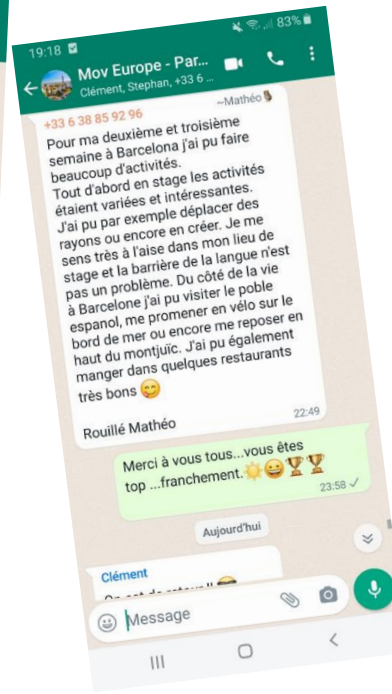 19:18
83%
Mov Europe - Par...
Clément, Stephan, +33 6 ...
+33 6 38 85 92 96
~Mathéo
Pour ma deuxième et troisième
semaine à Barcelona j'ai pu faire
beaucoup d'activités.
Tout d'abord en stage les activités
étaient variées et intéressantes.
J'ai pu par exemple déplacer des
rayons ou encore en créer. Je me
sens très à l'aise dans mon lieu de
stage et la barrière de la langue n'est
pas un problème. Du côté de la vie
à Barcelone j'ai pu visiter le poble
espanol, me promener en vélo sur le
bord de mer ou encore me reposer en
haut du montjuïc. J'ai pu également
manger dans quelques restaurants
très bons 😋
Rouillé Mathéo
22:49
Merci à vous tous...vous êtes
top ...franchement.☀️😀🏆🏆
23:58
Aujourd'hui
Clément
Message